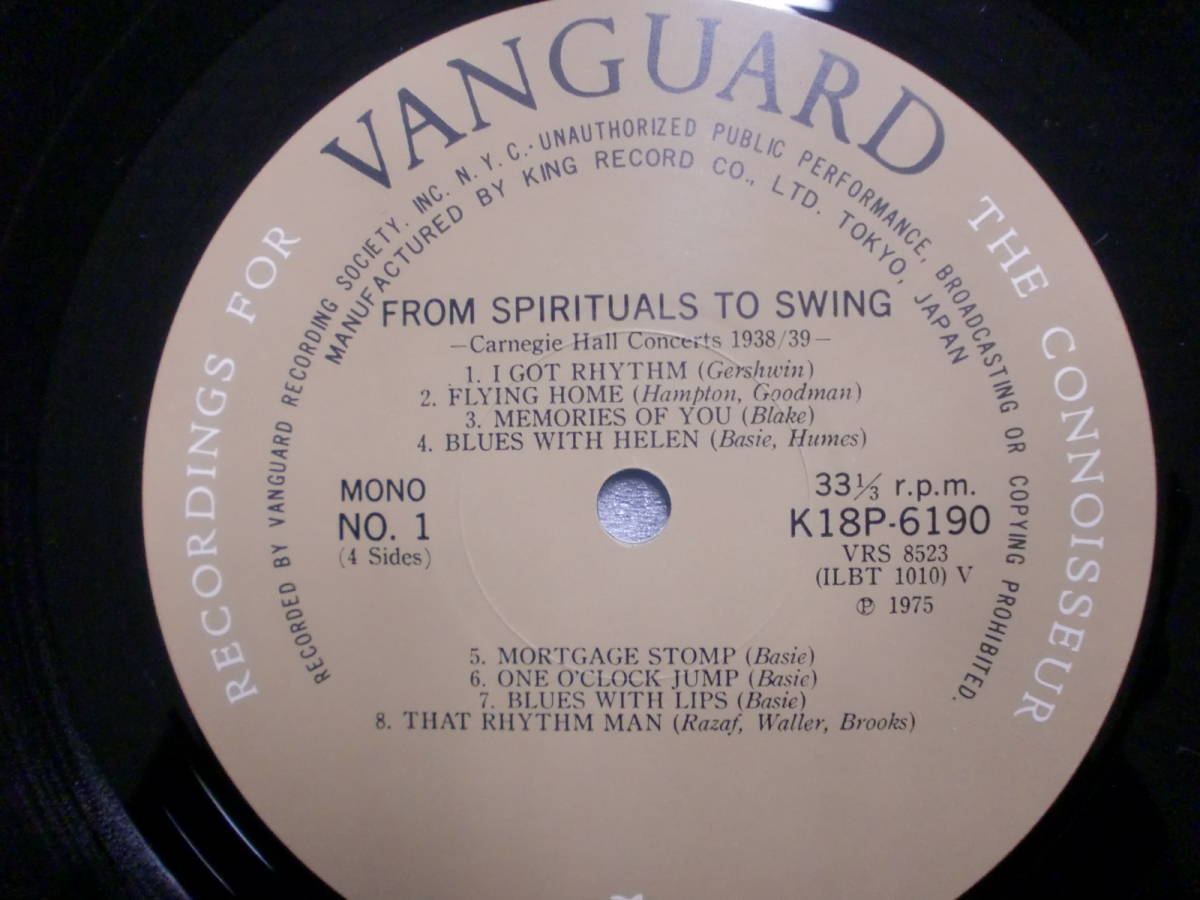 VANGUARD
RECORDINGS FOR THE CONNOISSEUR
RECORDED BY VANGUARD RECORDING SOCIETY. INC. N.Y.C.·UNAUTHORIZED PUBLIC PERFORMANCE, BROADCASTING OR COPYING PROHIBITED.
MANUFACTURED BY KING RECORD CO., LTD. TOKYO, JAPAN
FROM SPIRITUALS TO SWING
—Carnegie Hall Concerts 1938/39—
1. I GOT RHYTHM (Gershwin)
2. FLYING HOME (Hampton, Goodman)
3. MEMORIES OF YOU (Blake)
4. BLUES WITH HELEN (Basie, Humes)
MONO
NO. 1
(4 Sides)
33⅓ r.p.m.
K18P-6190
VRS 8523
(ILBT 1010) V
℗ 1975
5. MORTGAGE STOMP (Basie)
6. ONE O'CLOCK JUMP (Basie)
7. BLUES WITH LIPS (Basie)
8. THAT RHYTHM MAN (Razaf, Waller, Brooks)